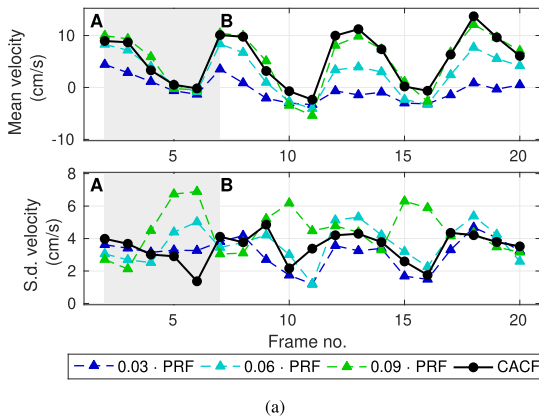 A
B
Mean velocity
(cm/s)
10
0
-10
5
10
15
20
A
B
S.d. velocity
(cm/s)
8
6
4
2
0
5
10
15
20
Frame no.
0.03 · PRF
0.06 · PRF
0.09 · PRF
CACF
(a)